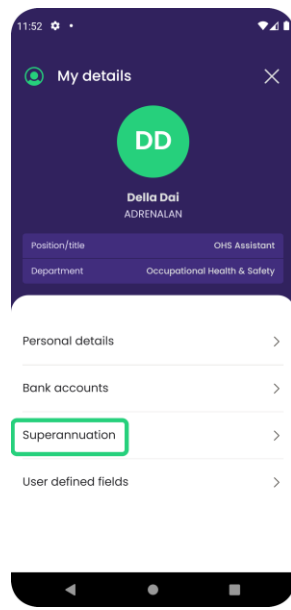 11:52
My details
DD
Della Dai
ADRENALAN
Position/title OHS Assistant
Department Occupational Health & Safety
Personal details
Bank accounts
Superannuation
User defined fields